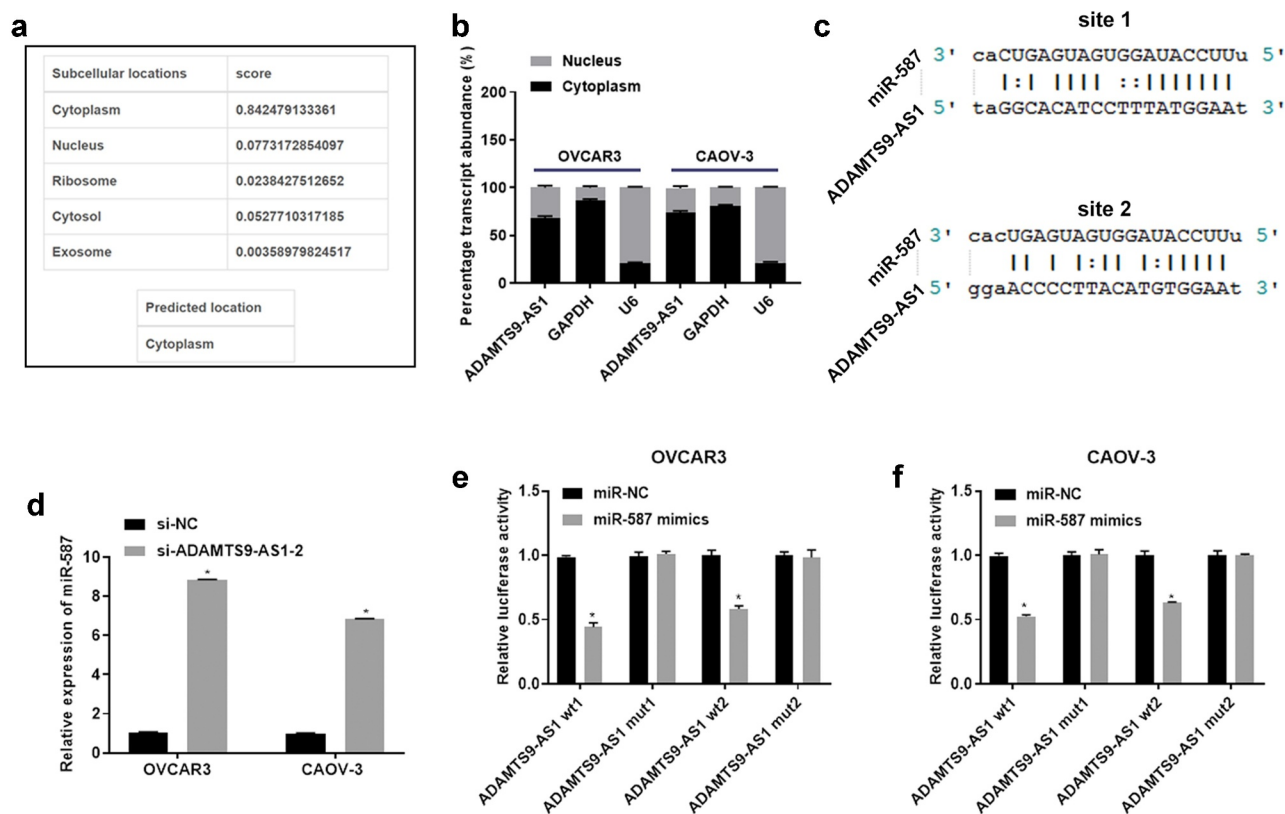 a
Subcellular locations score
Cytoplasm 0.842479133361
Nucleus 0.0773172854097
Ribosome 0.0238427512652
Cytosol 0.0527710317185
Exosome 0.00358979824517
Predicted location
Cytoplasm
b
Percentage transcript abundance (%)
Nucleus
Cytoplasm
200
150
100
50
0
OVCAR3 CAOV-3
ADAMTS9-AS1 GAPDH U6 ADAMTS9-AS1 GAPDH U6
c
site 1
miR-587 3' caCUGAGUAGUGGAUACCUUu 5'
|:| |||| ::|||||||
ADAMTS9-AS1 5' taGGCACATCCTTTATGGAAt 3'
site 2
miR-587 3' cacUGAGUAGUGGAUACCUUu 5'
|| | |:|| |:|||||
ADAMTS9-AS1 5' ggaACCCCTTACATGTGGAAt 3'
d
si-NC
si-ADAMTS9-AS1-2
Relative expression of miR-587
10
8
6
4
2
0
* *
OVCAR3 CAOV-3
e
OVCAR3
miR-NC
miR-587 mimics
Relative luciferase activity
1.5
1.0
0.5
0.0
* *
ADAMTS9-AS1 wt1 ADAMTS9-AS1 mut1 ADAMTS9-AS1 wt2 ADAMTS9-AS1 mut2
f
CAOV-3
miR-NC
miR-587 mimics
Relative luciferase activity
1.5
1.0
0.5
0.0
* *
ADAMTS9-AS1 wt1 ADAMTS9-AS1 mut1 ADAMTS9-AS1 wt2 ADAMTS9-AS1 mut2